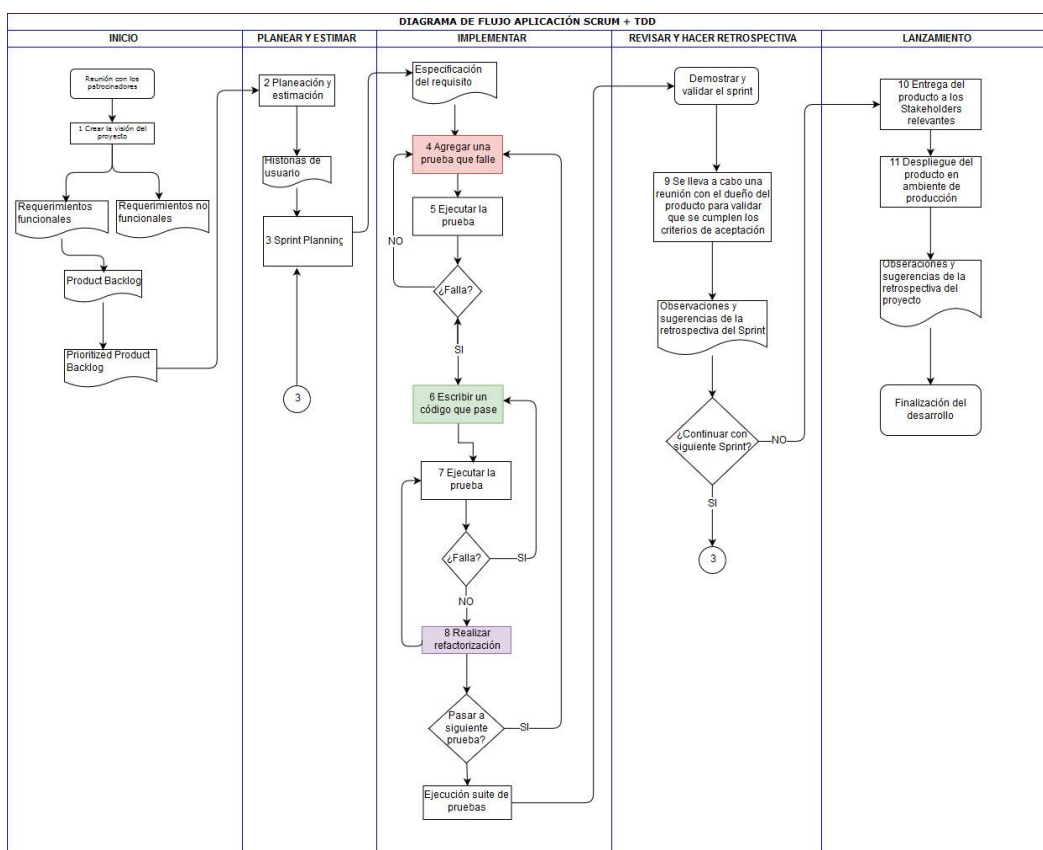 DIAGRAMA DE FLUJO APLICACIÓN SCRUM + TDD
INICIO
PLANEAR Y ESTIMAR
IMPLEMENTAR
REVISAR Y HACER RETROSPECTIVA
LANZAMIENTO
Reunión con los
patrocinadores
1 Crear la visión del
proyecto
Requerimientos
funcionales
Requerimientos no
funcionales
Product Backlog
Prioritized Product
Backlog
2 Planeación y
estimación
Historias de
usuario
3 Sprint Planning
3
Especificación
del requisito
4 Agregar una
prueba que falle
5 Ejecutar la
prueba
NO
¿Falla?
SI
6 Escribir un
código que pase
7 Ejecutar la
prueba
¿Falla?
SI
NO
8 Realizar
refactorización
Pasar a
siguiente
prueba?
SI
Ejecución suite de
pruebas
Demostrar y
validar el sprint
9 Se lleva a cabo una
reunión con el dueño del
producto para validar
que se cumplen los
criterios de aceptación
Observaciones y
sugerencias de la
retrospectiva del Sprint
¿Continuar con
siguiente Sprint?
NO
SI
3
10 Entrega del
producto a los
Stakeholders
relevantes
11 Despliegue del
producto en
ambiente de
producción
Obseraciones y
sugerencias de la
retrospectiva del
proyecto
Finalización del
desarrollo